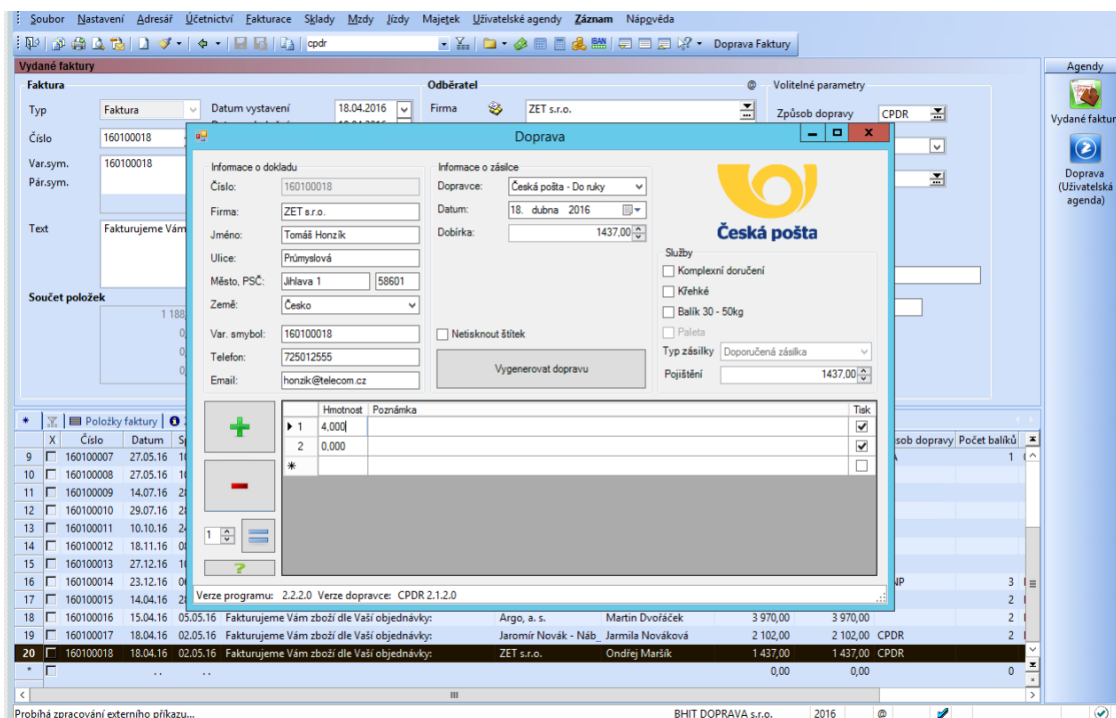 Soubor Nastavení Adresář Účetnictví Fakturace Sklady Mzdy Jízdy Majetek Uživatelské agendy Záznam Nápověda
cpdr Doprava Faktury
Vydané faktury Agendy
Faktura Odběratel @ Volitelné parametry
Typ Faktura Datum vystavení 18.04.2016 Firma ZET s.r.o. Způsob dopravy CPDR
Vydané faktur
Číslo 160100018
Var.sym. 160100018
Pár.sym.
Doprava
(Uživatelská
agenda)
Text Fakturujeme Vám
Součet položek
1 188
Doprava
Informace o dokladu
Číslo: 160100018
Firma: ZET s.r.o.
Jméno: Tomáš Honzík
Ulice: Průmyslová
Město, PSČ: Jihlava 1 58601
Země: Česko
Var. smybol: 160100018
Telefon: 725012555
Email: honzik@telecom.cz
Informace o zásilce
Dopravce: Česká pošta - Do ruky
Datum: 18. dubna 2016
Dobírka: 1437,00
Netisknout štítek
Vygenerovat dopravu
Česká pošta
Služby
Komplexní doručení
Křehké
Balík 30 - 50kg
Paleta
Typ zásilky Doporučená zásilka
Pojištění 1437,00
Hmotnost Poznámka Tisk
1 4,000
2 0,000
*
1
?
Verze programu: 2.2.2.0 Verze dopravce: CPDR 2.1.2.0
* Položky faktury
X Číslo Datum sob dopravy Počet balíků
9 160100007 27.05.16 1
10 160100008 27.05.16
11 160100009 14.07.16
12 160100010 29.07.16
13 160100011 10.10.16
14 160100012 18.11.16
15 160100013 27.12.16
16 160100014 23.12.16 NP 3
17 160100015 14.04.16 2
18 160100016 15.04.16 05.05.16 Fakturujeme Vám zboží dle Vaší objednávky: Argo, a. s. Martin Dvořáček 3 970,00 3 970,00 2
19 160100017 18.04.16 02.05.16 Fakturujeme Vám zboží dle Vaší objednávky: Jaromír Novák - Náb_ Jarmila Nováková 2 102,00 2 102,00 CPDR 2
20 160100018 18.04.16 02.05.16 Fakturujeme Vám zboží dle Vaší objednávky: ZET s.r.o. Ondřej Maršík 1 437,00 1 437,00 CPDR
* .. .. 0,00 0,00 0
Probíhá zpracování externího příkazu... BHIT DOPRAVA s.r.o. 2016 @